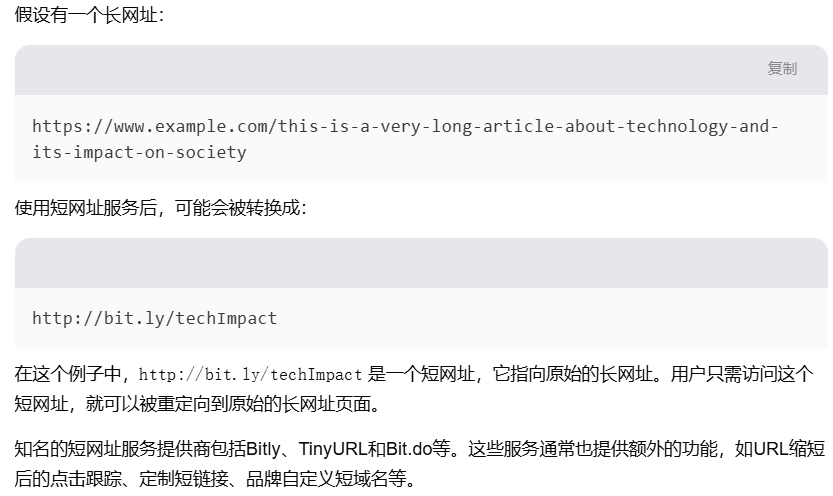 假设有一个长网址：
复制
https://www.example.com/this-is-a-very-long-article-about-technology-and-
its-impact-on-society
使用短网址服务后，可能会被转换成：
http://bit.ly/techImpact
在这个例子中，http://bit.ly/techImpact 是一个短网址，它指向原始的长网址。用户只需访问这个
短网址，就可以被重定向到原始的长网址页面。
知名的短网址服务提供商包括Bitly、TinyURL和Bit.do等。这些服务通常也提供额外的功能，如URL缩短
后的点击跟踪、定制短链接、品牌自定义短域名等。